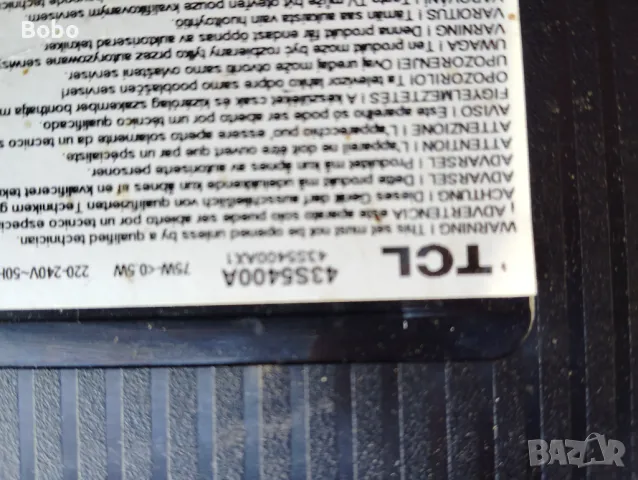 Bobo
TCL 43S5400A 75W~<0.5W 220-240V~50H
43S5400AX1
WARNING ! This set must not be opened unless by a qualified technician.
! ADVERTENCIA ! este aparato solo puede ser abierto por un tecnico especia
ACHTUNG ! Dieses Gerät darf ausschließlich von Qualifizierten Technikern g
ADVARSEL ! Dette produkt må udelukkende åbnes af en kvalificeret tekn
ADVARSEL ! Produktet må kun åpnes av autoriserte personer
ATTENTION ! L'appareil ne doit être ouvert que par un spécialiste.
ATTENZIONE ! L'apparecchio può essere aperto solamente da un tecnico s
AVISO ! Este aparelho só pode ser aberto por um técnico qualificado.
FIGYELMEZTETÉS ! A készüléket csak és kizárólag szakember bonthatja m
OPOZORILO! Ta televizor lahko odpre samo pooblaščen serviser!
UPOZORENJE! Ovaj uređaj može otvoriti samo ovlašteni serviser.
UWAGA ! Ten produkt może być rozbierany tylko przez autoryzowane serwis
VARNING ! Denna produkt får endast öppnas av auktoriserad tekniker.
VAROITUS ! Tämän saa aukaista vain huoltoyhtiö
BAZAR